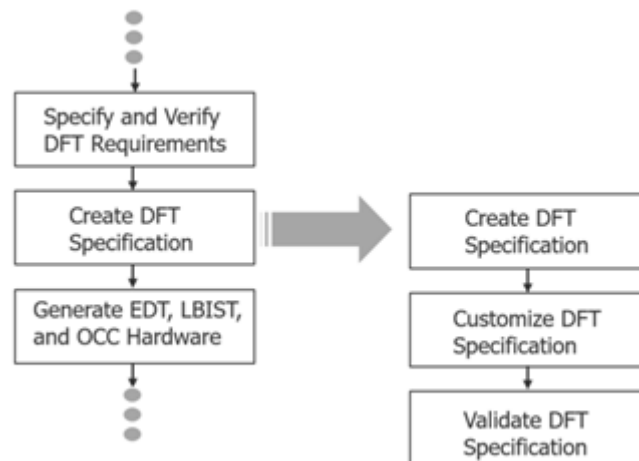 Specify and Verify
DFT Requirements
Create DFT
Specification
Generate EDT, LBIST,
and OCC Hardware
Create DFT
Specification
Customize DFT
Specification
Validate DFT
Specification